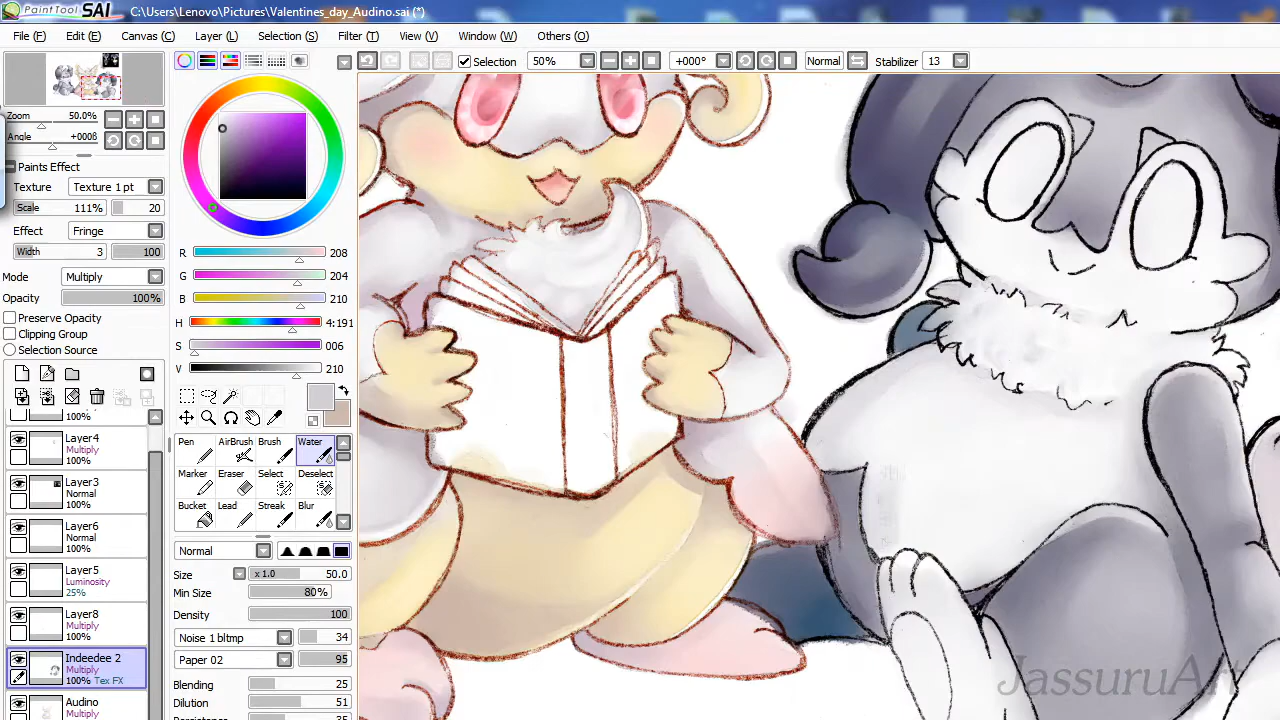 PaintTool SAI C:\Users\Lenovo\Pictures\Valentines_day_Audino.sai (*)
File (F) Edit (E) Canvas (C) Layer (L) Selection (S) Filter (T) View (V) Window (W) Others (O)
Selection 50% +000° Normal Stabilizer 13
Zoom 50.0%
Angle +000ß
Paints Effect
Texture Texture 1 pt
Scale 111% 20
Effect Fringe
Width 3 100
Mode Multiply
Opacity 100%
Preserve Opacity
Clipping Group
Selection Source
R 208
G 204
B 210
H 4:191
S 006
V 210
100%
Layer4
Multiply
100%
Layer3
Normal
100%
Layer6
Normal
100%
Layer5
Luminosity
25%
Layer8
Multiply
100%
Indeedee 2
Multiply
100% Tex FX
Audino
Multiply
Pen AirBrush Brush Water
Marker Eraser Select Deselect
Bucket Lead Streak Blur
Normal
Size x 1.0 50.0
Min Size 80%
Density 100
Noise 1 bltmp 34
Paper 02 95
Blending 25
Dilution 51
Persistence 35
JassuruArt